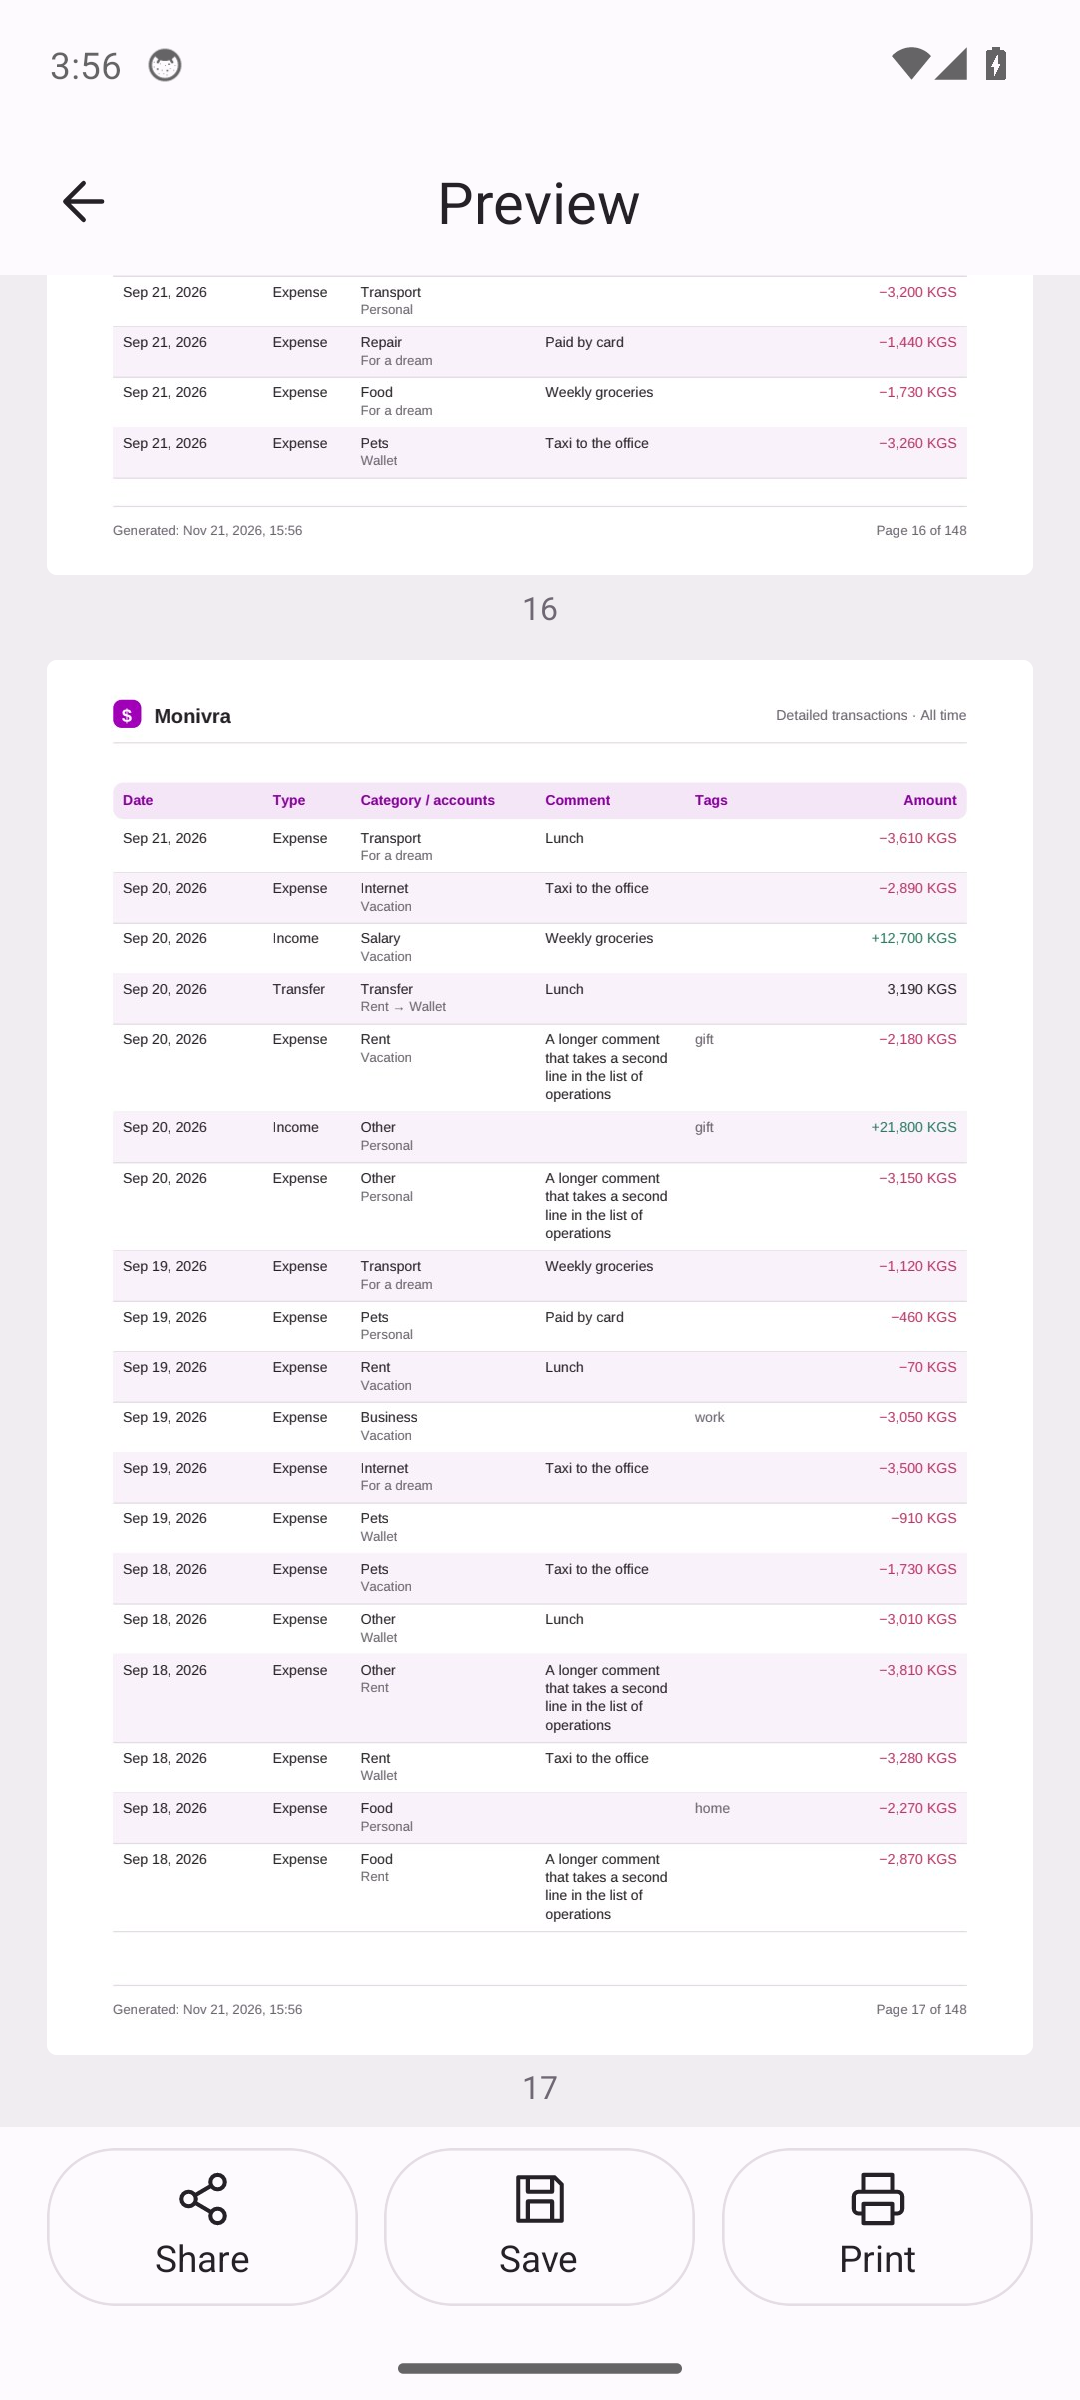 3:56
Preview
Sep 21, 2026 Expense Transport −3,200 KGS
Personal
Sep 21, 2026 Expense Repair Paid by card −1,440 KGS
For a dream
Sep 21, 2026 Expense Food Weekly groceries −1,730 KGS
For a dream
Sep 21, 2026 Expense Pets Taxi to the office −3,260 KGS
Wallet
Generated: Nov 21, 2026, 15:56 Page 16 of 148
16
$ Monivra Detailed transactions · All time
Date Type Category / accounts Comment Tags Amount
Sep 21, 2026 Expense Transport Lunch −3,610 KGS
For a dream
Sep 20, 2026 Expense Internet Taxi to the office −2,890 KGS
Vacation
Sep 20, 2026 Income Salary Weekly groceries +12,700 KGS
Vacation
Sep 20, 2026 Transfer Transfer Lunch 3,190 KGS
Rent → Wallet
Sep 20, 2026 Expense Rent A longer comment gift −2,180 KGS
Vacation that takes a second
line in the list of
operations
Sep 20, 2026 Income Other gift +21,800 KGS
Personal
Sep 20, 2026 Expense Other A longer comment −3,150 KGS
Personal that takes a second
line in the list of
operations
Sep 19, 2026 Expense Transport Weekly groceries −1,120 KGS
For a dream
Sep 19, 2026 Expense Pets Paid by card −460 KGS
Personal
Sep 19, 2026 Expense Rent Lunch −70 KGS
Vacation
Sep 19, 2026 Expense Business work −3,050 KGS
Vacation
Sep 19, 2026 Expense Internet Taxi to the office −3,500 KGS
For a dream
Sep 19, 2026 Expense Pets −910 KGS
Wallet
Sep 18, 2026 Expense Pets Taxi to the office −1,730 KGS
Vacation
Sep 18, 2026 Expense Other Lunch −3,010 KGS
Wallet
Sep 18, 2026 Expense Other A longer comment −3,810 KGS
Rent that takes a second
line in the list of
operations
Sep 18, 2026 Expense Rent Taxi to the office −3,280 KGS
Wallet
Sep 18, 2026 Expense Food home −2,270 KGS
Personal
Sep 18, 2026 Expense Food A longer comment −2,870 KGS
Rent that takes a second
line in the list of
operations
Generated: Nov 21, 2026, 15:56 Page 17 of 148
17
Share Save Print